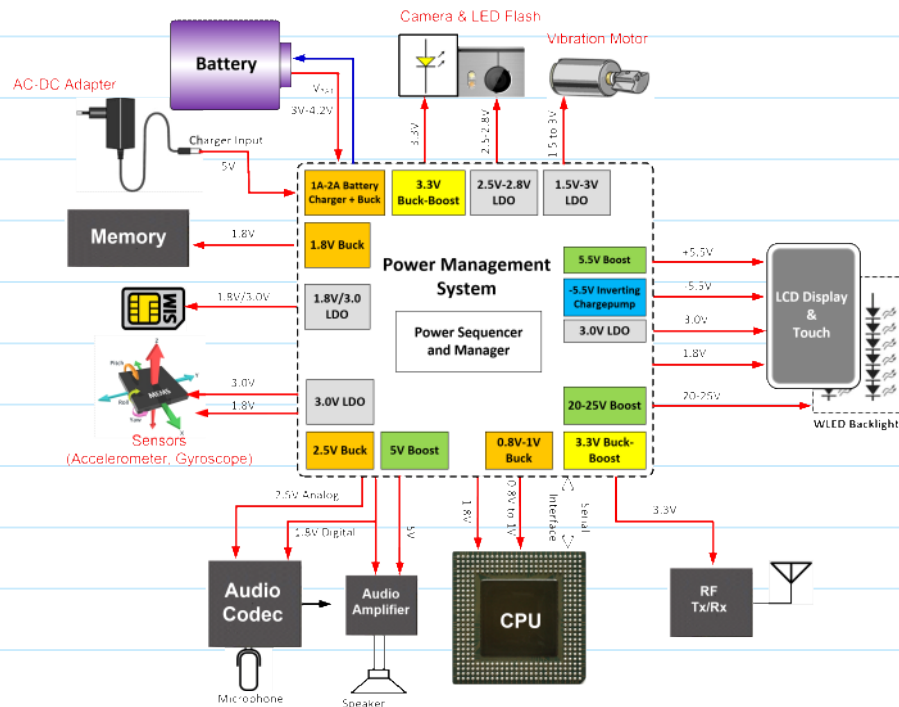 Camera & LED Flash
Vibration Motor
Battery
AC-DC Adapter
3V-4.2V
Charger Input
5V
3.3V
2.5-2.8V
1.5 to 3V
1A-2A Battery
Charger + Buck
3.3V
Buck-Boost
2.5V-2.8V
LDO
1.5V-3V
LDO
Memory
1.8V
1.8V Buck
Power Management
System
5.5V Boost
+5.5V
-5.5V Inverting
Chargepump
-5.5V
LCD Display
&
Touch
SIM
1.8V/3.0V
1.8V/3.0
LDO
Power Sequencer
and Manager
3.0V LDO
3.0V
1.8V
Pitch
Roll
Yaw
Z
Y
X
MEMS
3.0V
1.8V
3.0V LDO
20-25V Boost
20-25V
WLED Backlight
Sensors
(Accelerometer, Gyroscope)
2.5V Buck
5V Boost
0.8V-1V
Buck
3.3V Buck-
Boost
2.5V Analog
1.8V Digital
5V
1.8V
0.8V to 1V
Interface
Serial
3.3V
Audio
Codec
Audio
Amplifier
CPU
RF
Tx/Rx
Microphone
Speaker